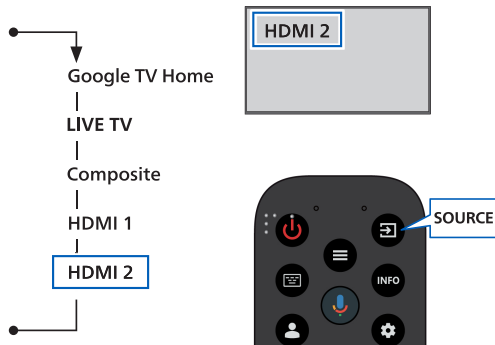 HDMI 2
Google TV Home
LIVE TV
Composite
HDMI 1
HDMI 2
SOURCE
INFO